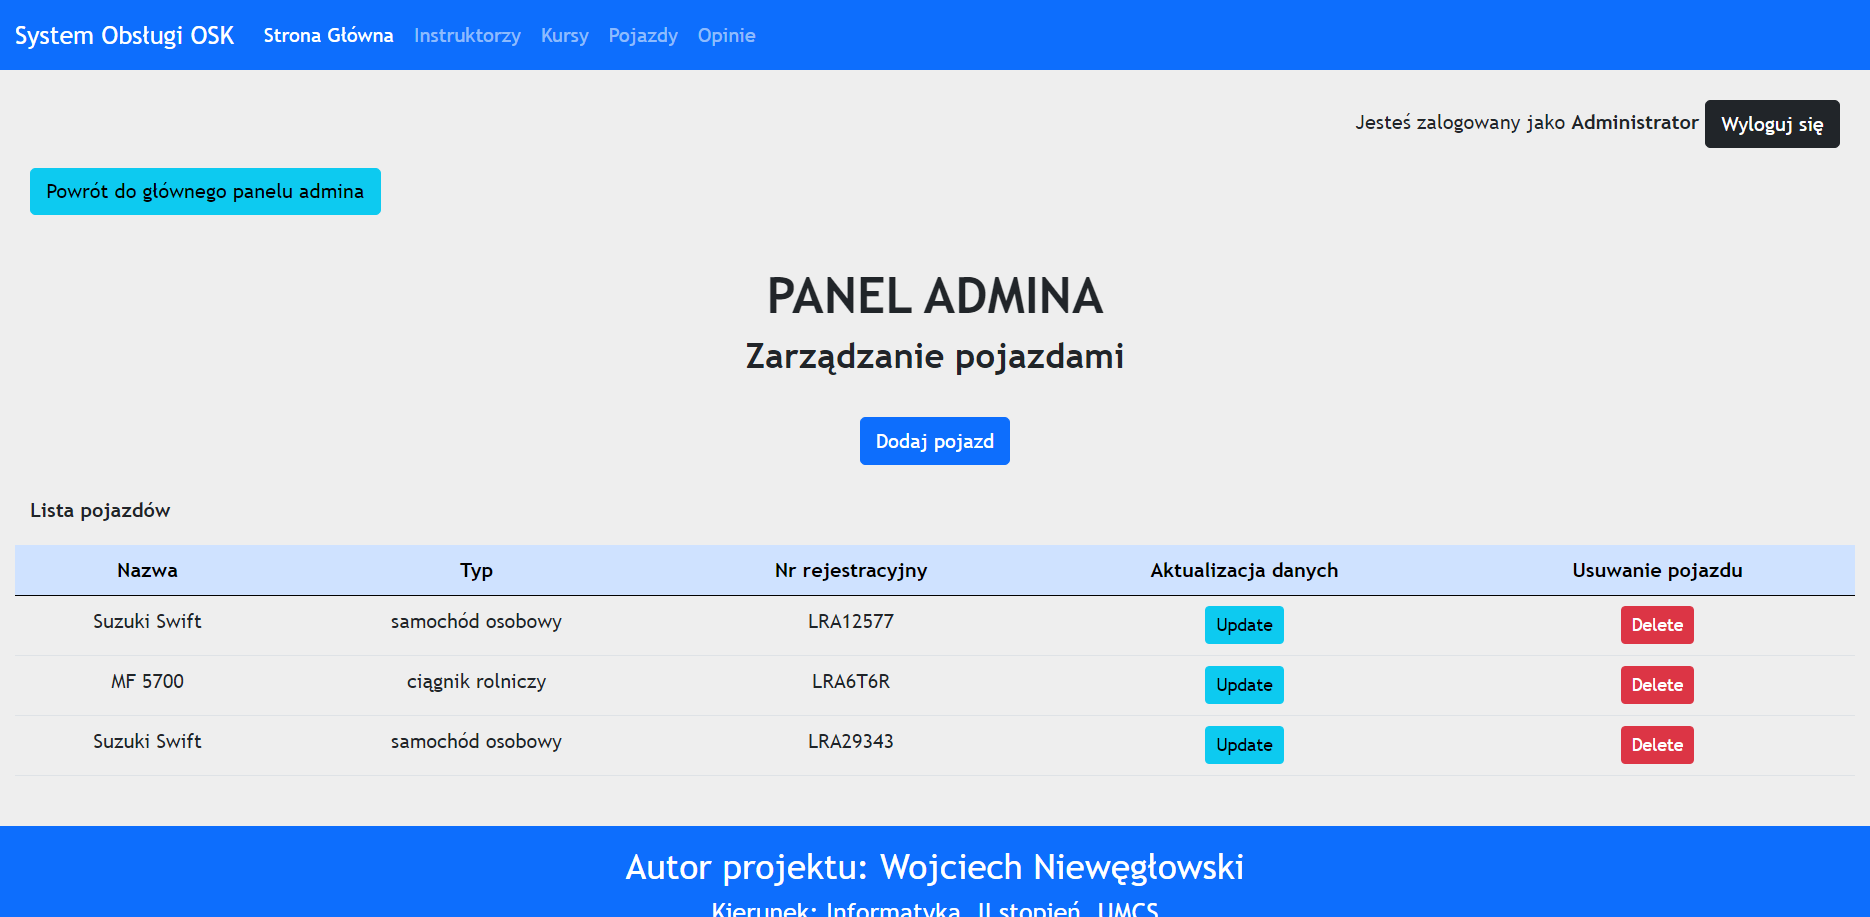 System Obsługi OSK Strona Główna Instruktorzy Kursy Pojazdy Opinie
Jesteś zalogowany jako Administrator Wyloguj się
Powrót do głównego panelu admina
PANEL ADMINA
Zarządzanie pojazdami
Dodaj pojazd
Lista pojazdów
Nazwa Typ Nr rejestracyjny Aktualizacja danych Usuwanie pojazdu
Suzuki Swift samochód osobowy LRA12577 Update Delete
MF 5700 ciągnik rolniczy LRA6T6R Update Delete
Suzuki Swift samochód osobowy LRA29343 Update Delete
Autor projektu: Wojciech Niewęgłowski
Kierunek: Informatyka, II stopień, UMCS